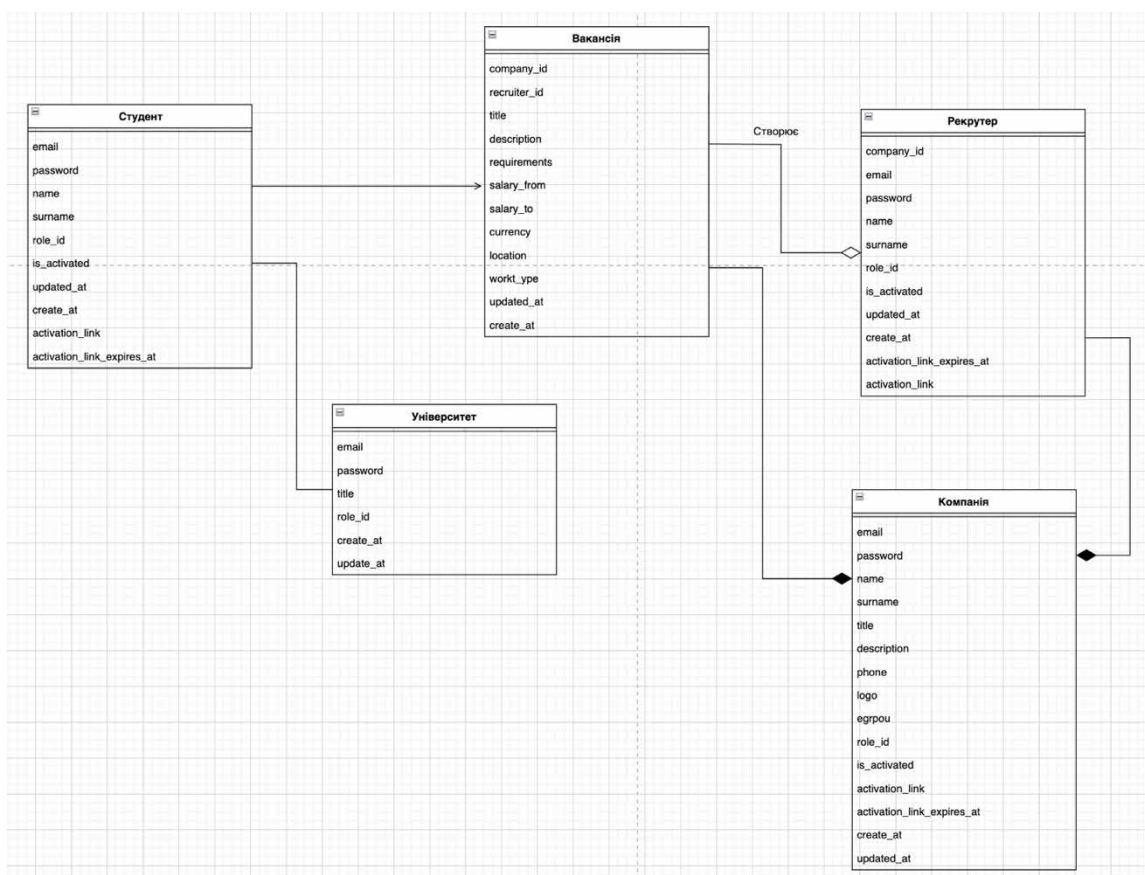 Вакансія
company_id
recruiter_id
title
description
requirements
salary_from
salary_to
currency
location
workt_ype
updated_at
create_at
Студент
email
password
name
surname
role_id
is_activated
updated_at
create_at
activation_link
activation_link_expires_at
Створює
Рекрутер
company_id
email
password
name
surname
role_id
is_activated
updated_at
create_at
activation_link_expires_at
activation_link
Університет
email
password
title
role_id
create_at
update_at
Компанія
email
password
name
surname
title
description
phone
logo
egrpou
role_id
is_activated
activation_link
activation_link_expires_at
create_at
updated_at